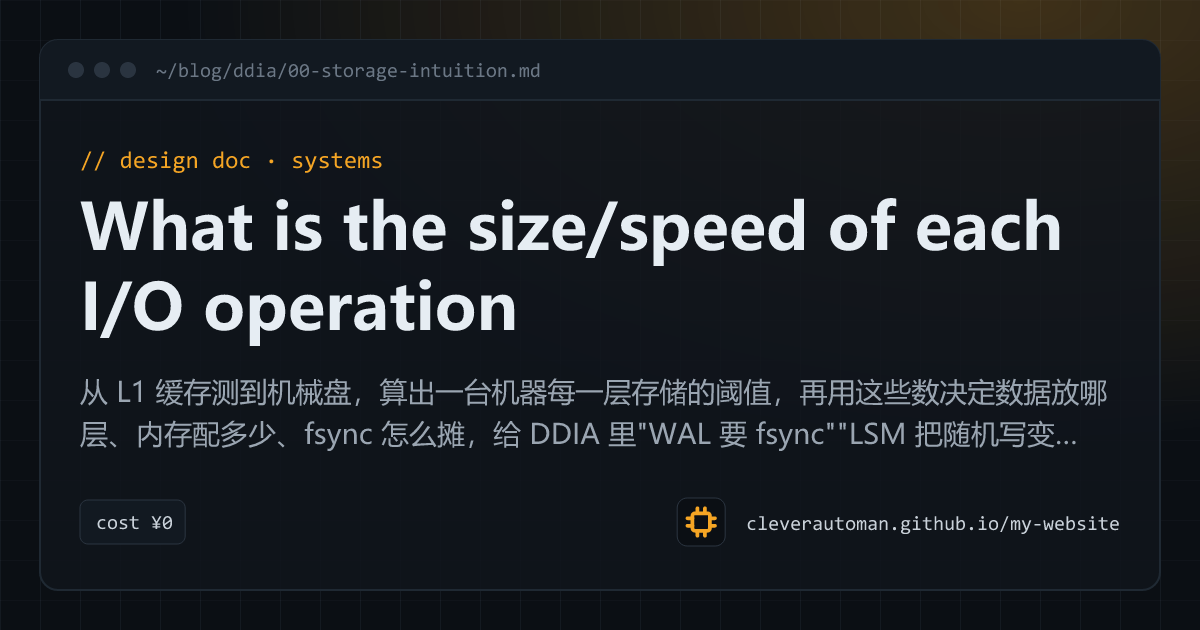 ~/blog/ddia/00-storage-intuition.md
// design doc · systems
What is the size/speed of each
I/O operation
从 L1 缓存测到机械盘，算出一台机器每一层存储的阈值，再用这些数决定数据放哪
层、内存配多少、fsync 怎么摊，给 DDIA 里"WAL 要 fsync""LSM 把随机写变…
cost ¥0
cleverautoman.github.io/my-website